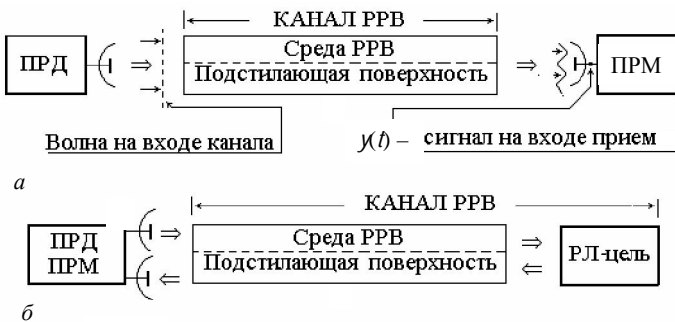 КАНАЛ РРВ
ПРД
Среда РРВ
Подстилающая поверхность
ПРМ
Волна на входе канала
y(t) – сигнал на входе прием
а
КАНАЛ РРВ
ПРД
ПРМ
Среда РРВ
Подстилающая поверхность
РЛ-цель
б